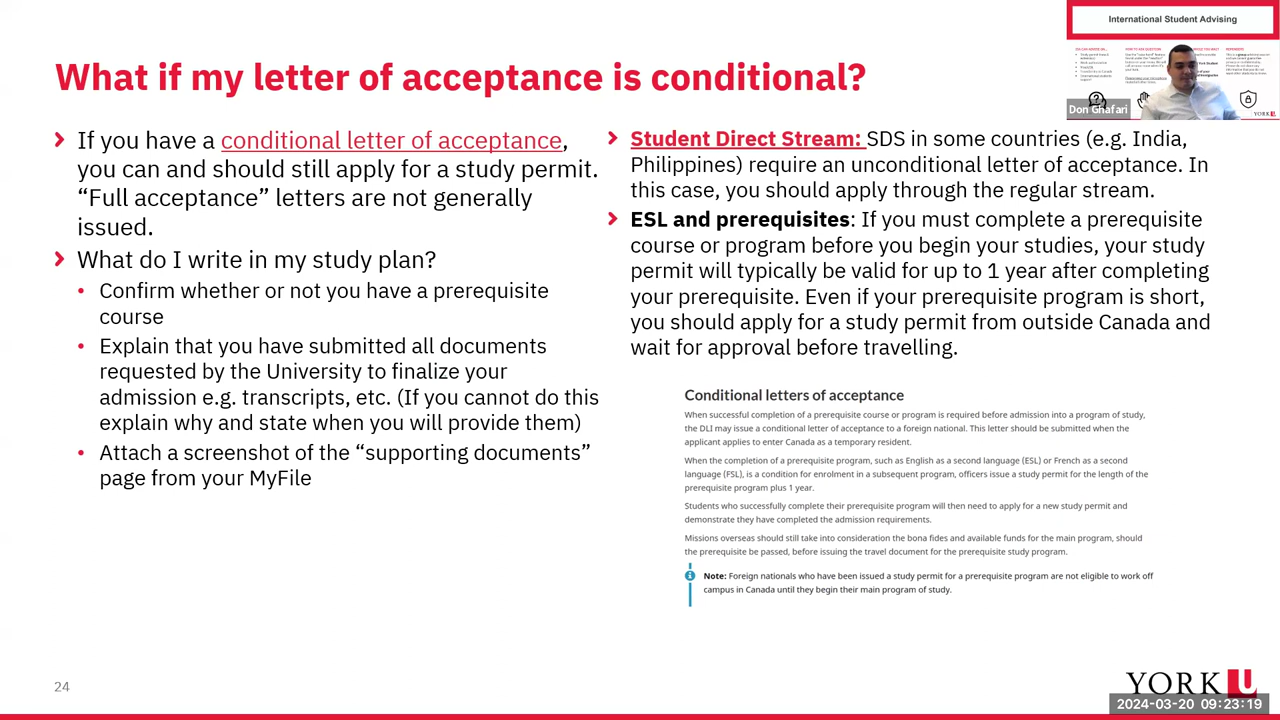 International Student Advising
What if my letter of acceptance is conditional?
Don Ghafari
If you have a conditional letter of acceptance,
you can and should still apply for a study permit.
“Full acceptance” letters are not generally
issued.
What do I write in my study plan?
Confirm whether or not you have a prerequisite
course
Explain that you have submitted all documents
requested by the University to finalize your
admission e.g. transcripts, etc. (If you cannot do this
explain why and state when you will provide them)
Attach a screenshot of the “supporting documents”
page from your MyFile
Student Direct Stream: SDS in some countries (e.g. India,
Philippines) require an unconditional letter of acceptance. In
this case, you should apply through the regular stream.
ESL and prerequisites: If you must complete a prerequisite
course or program before you begin your studies, your study
permit will typically be valid for up to 1 year after completing
your prerequisite. Even if your prerequisite program is short,
you should apply for a study permit from outside Canada and
wait for approval before travelling.
Conditional letters of acceptance
When successful completion of a prerequisite course or program is required before admission into a program of study,
the DLI may issue a conditional letter of acceptance to a foreign national. This letter should be submitted when the
applicant applies to enter Canada as a temporary resident.
When the completion of a prerequisite program, such as English as a second language (ESL) or French as a second
language (FSL), is a condition for enrolment in a subsequent program, officers issue a study permit for the length of the
prerequisite program plus 1 year.
Students who successfully complete their prerequisite program will then need to apply for a new study permit and
demonstrate they have completed the admission requirements.
Missions overseas should still take into consideration the bona fides and available funds for the main program, should
the prerequisite be passed, before issuing the travel document for the prerequisite study program.
Note: Foreign nationals who have been issued a study permit for a prerequisite program are not eligible to work off
campus in Canada until they begin their main program of study.
24
YORK U
2024-03-20 09:23:19